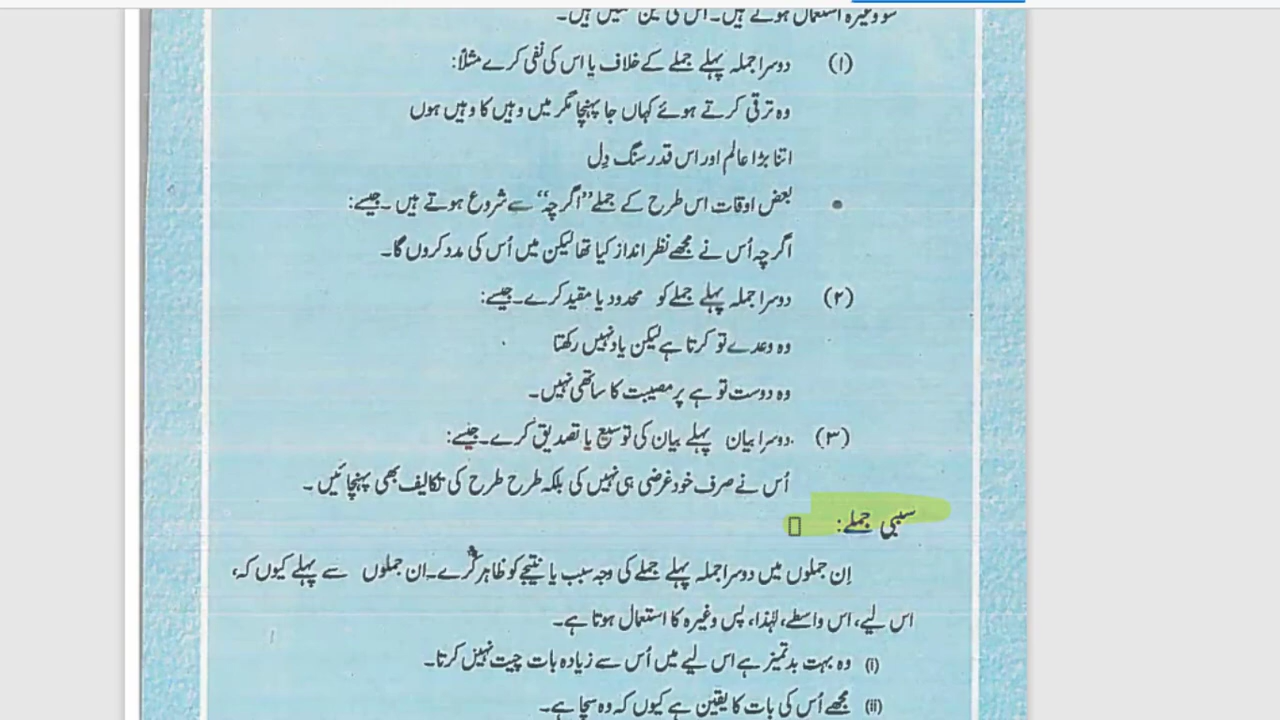 سو وغیرہ استعمال ہوتے ہیں۔ اس کی تین ہیں۔
(۱) دوسرا جملہ پہلے جملے کے خلاف یا اس کی نفی کرے مثلاً:
وہ ترقی کرتے ہوئے کہاں جا پہنچا مگر میں وہیں کا وہیں ہوں
اتنا بڑا عالم اور اس قدر سنگ دِل
• بعض اوقات اس طرح کے جملے ’’اگرچہ‘‘ سے شروع ہوتے ہیں ۔ جیسے:
اگرچہ اُس نے مجھے نظر انداز کیا تھا لیکن میں اُس کی مدد کروں گا۔
(۲) دوسرا جملہ پہلے جملے کو محدود یا مقید کرے۔ جیسے:
وہ وعدے تو کرتا ہے لیکن یاد نہیں رکھتا
وہ دوست تو ہے پر مصیبت کا ساتھی نہیں۔
(۳) دوسرا بیان پہلے بیان کی توسیع یا تصدیق کرے۔ جیسے:
اُس نے صرف خود غرضی ہی نہیں کی بلکہ طرح طرح کی تکالیف بھی پہنچائیں ۔
سببی جملے:
اِن جملوں میں دوسرا جملہ پہلے جملے کی وجہ سبب یا نتیجے کو ظاہر کرے۔ ان جملوں سے پہلے کیوں کہ،
اس لیے، اس واسطے، لہٰذا، پس وغیرہ کا استعمال ہوتا ہے۔
(i) وہ بہت بدتمیز ہے اس لیے میں اُس سے زیادہ بات چیت نہیں کرتا۔
(ii) مجھے اُس کی بات کا یقین ہے کیوں کہ وہ سچا ہے۔